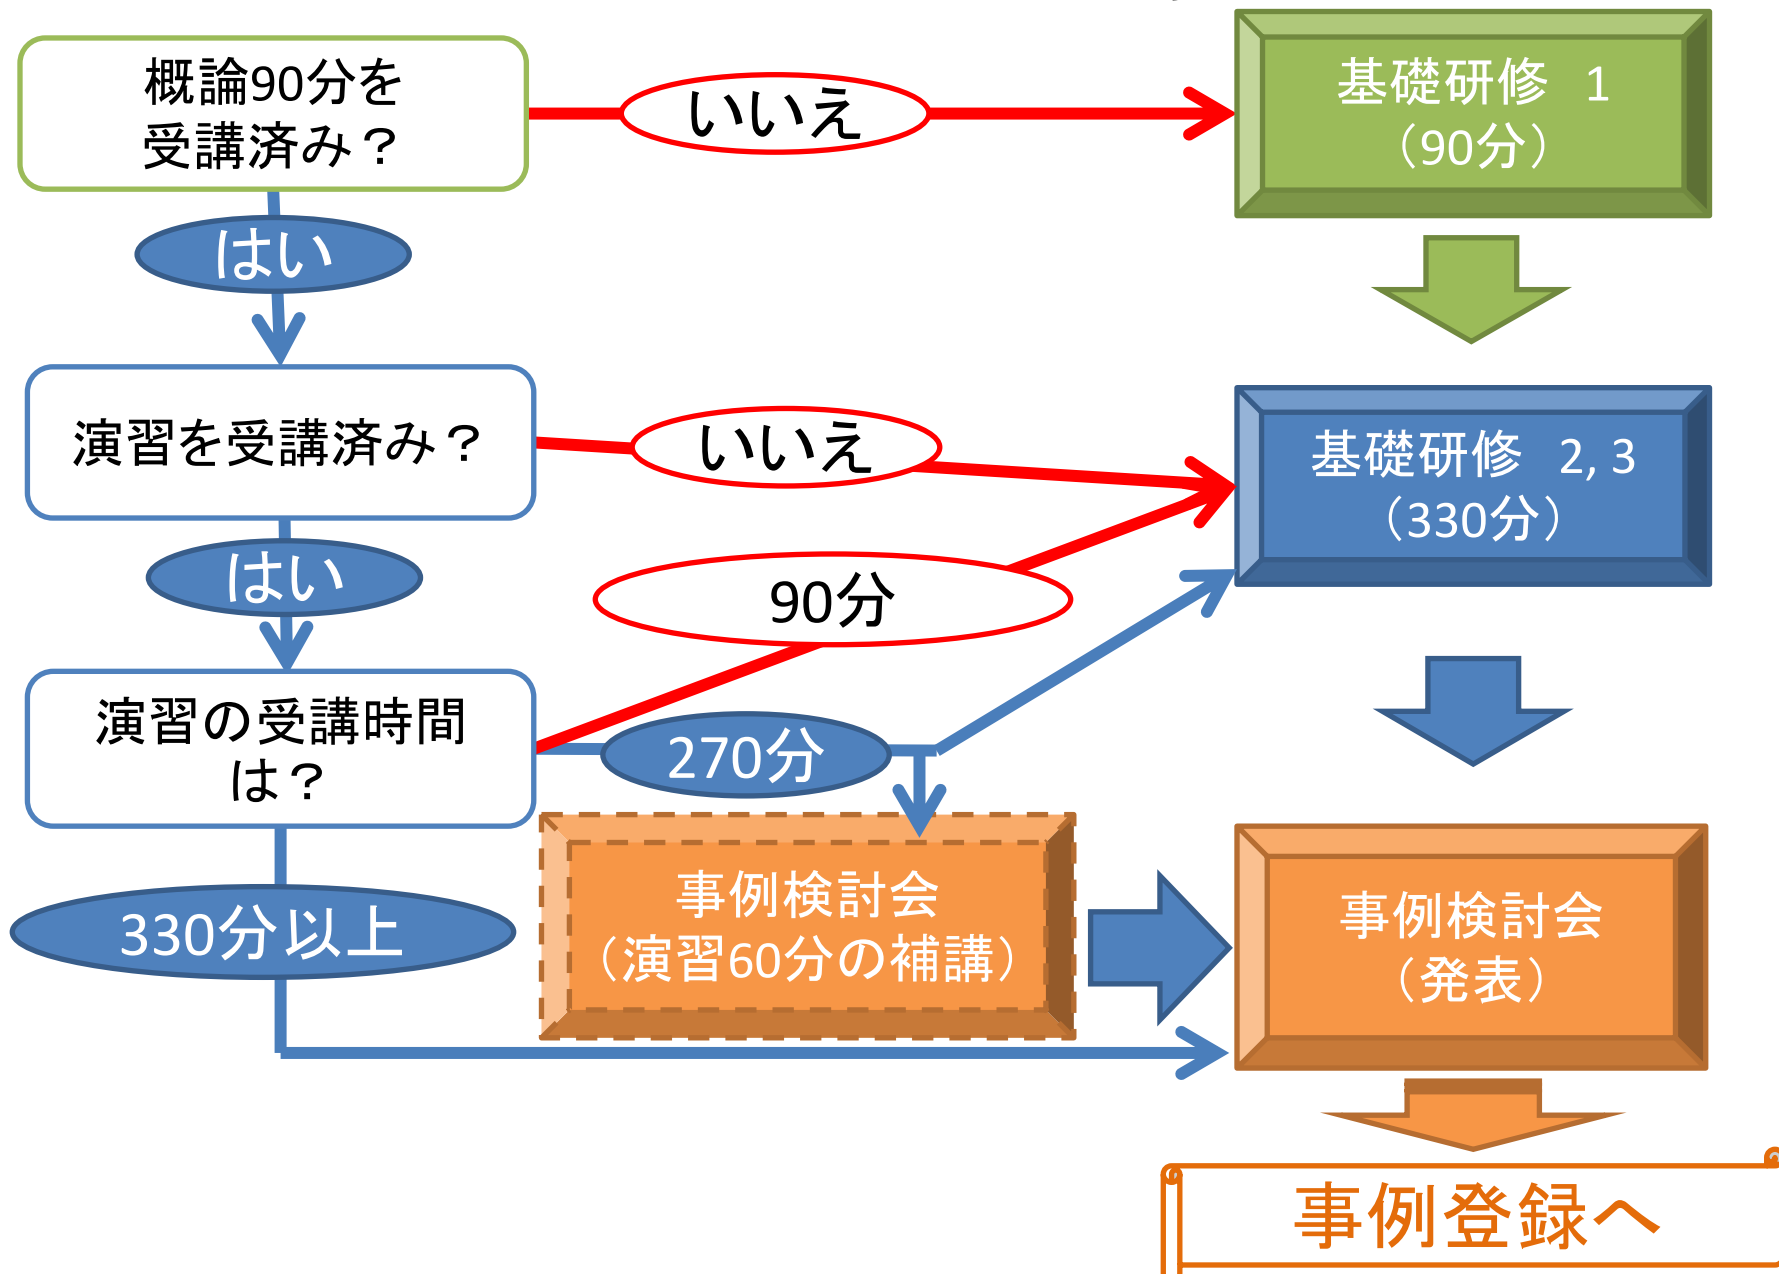 概論90分を
受講済み？
いいえ
基礎研修　1
（90分）
はい
演習を受講済み？
いいえ
基礎研修　2, 3
（330分）
はい
90分
演習の受講時間
は？
270分
330分以上
事例検討会
（演習60分の補講）
事例検討会
（発表）
事例登録へ